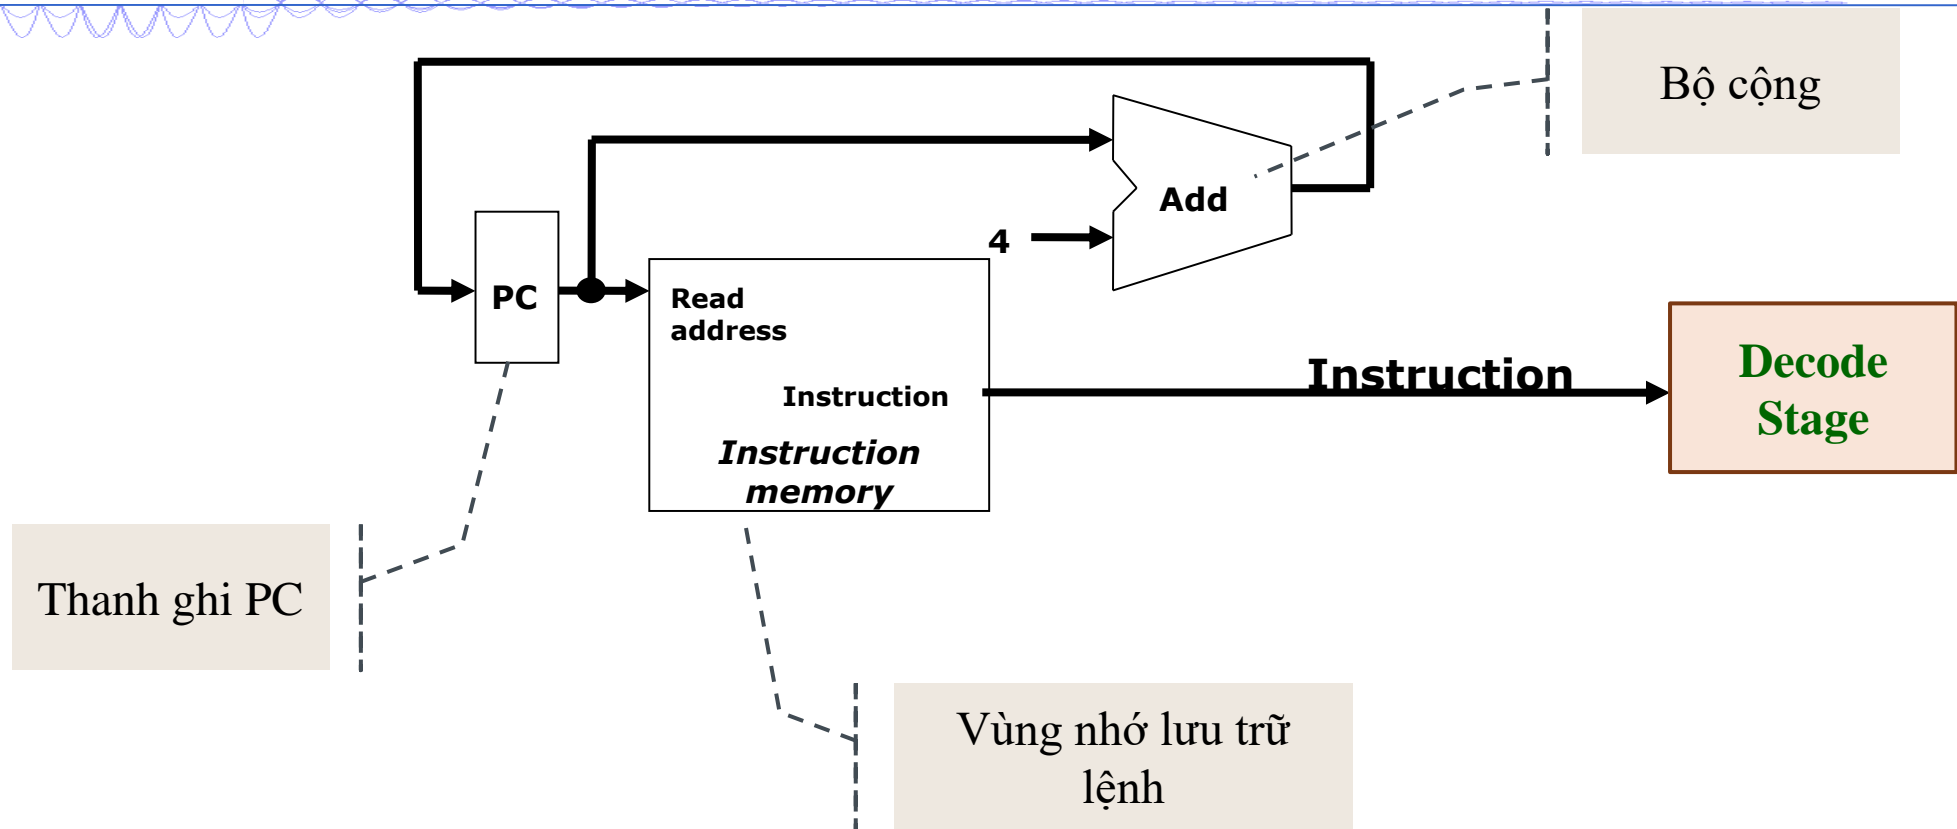 Bộ cộng
Add
4
PC
Read
address
Instruction
Instruction
memory
Instruction
Decode
Stage
Thanh ghi PC
Vùng nhớ lưu trữ
lệnh